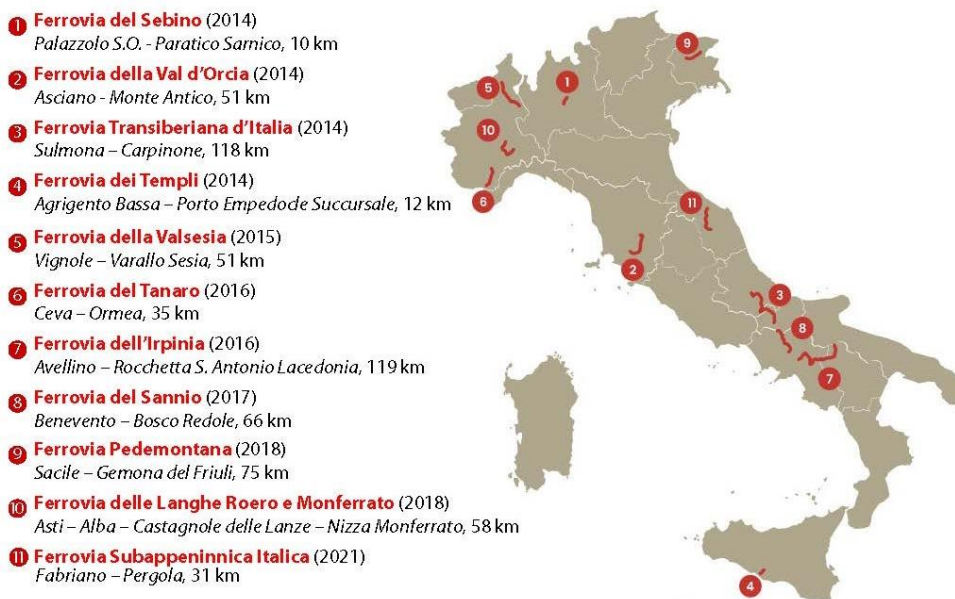 1 Ferrovia del Sebino (2014)
Palazzolo S.O. - Paratico Sarnico, 10 km
2 Ferrovia della Val d'Orcia (2014)
Asciano - Monte Antico, 51 km
3 Ferrovia Transiberiana d'Italia (2014)
Sulmona – Carpinone, 118 km
4 Ferrovia dei Templi (2014)
Agrigento Bassa – Porto Empedocle Succursale, 12 km
5 Ferrovia della Valsesia (2015)
Vignole – Varallo Sesia, 51 km
6 Ferrovia del Tanaro (2016)
Ceva – Ormea, 35 km
7 Ferrovia dell'Irpinia (2016)
Avellino – Rocchetta S. Antonio Lacedonia, 119 km
8 Ferrovia del Sannio (2017)
Benevento – Bosco Redole, 66 km
9 Ferrovia Pedemontana (2018)
Sacile – Gemona del Friuli, 75 km
10 Ferrovia delle Langhe Roero e Monferrato (2018)
Asti – Alba – Castagnole delle Lanze – Nizza Monferrato, 58 km
11 Ferrovia Subappeninnica Italica (2021)
Fabriano – Pergola, 31 km
9
1
5
10
6
11
2
3
8
7
4